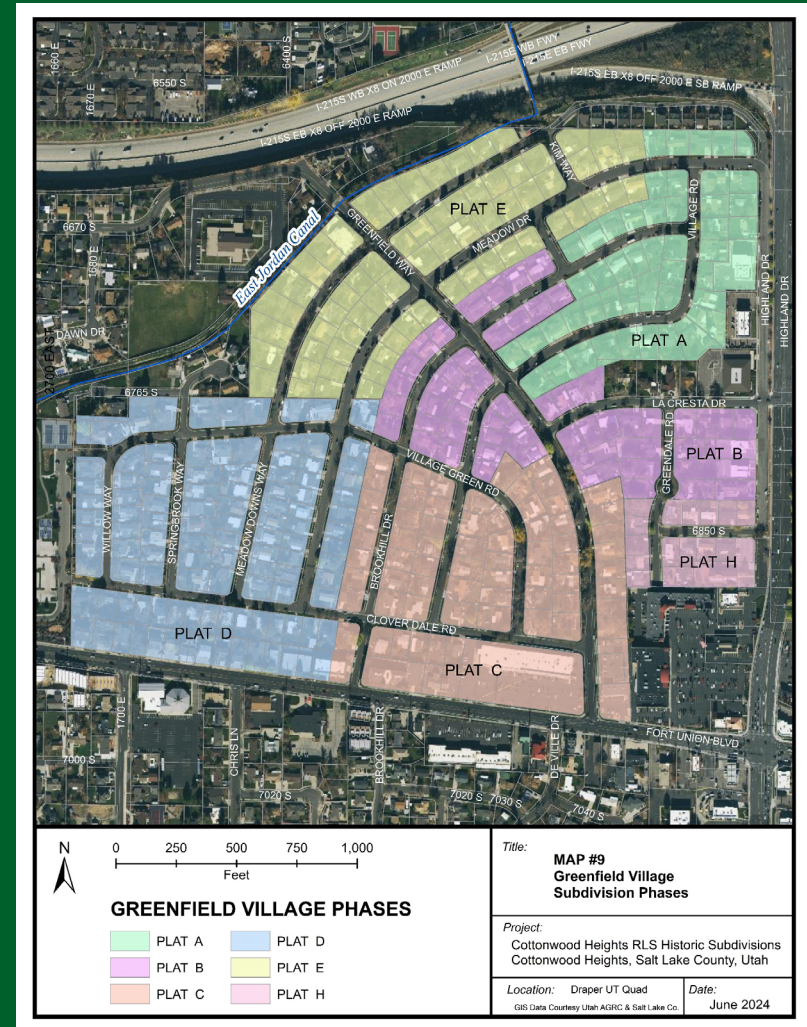 1660 E
6400 S
1670 E
6550 S
I-215S WB X8 ON 2000 E RAMP
I-215E WB FWY
I-215E EB FWY
I-215S EB X8 OFF 2000 E SB RAMP
I-215S EB X8 OFF 2000 E RAMP
KIM WAY
PLAT E
GREENFIELD WAY
MEADOW DR
VILLAGE RD
6670 S
1680 E
East Jordan Canal
HIGHLAND DR
HIGHLAND DR
DAWN DR
2700 EAST
PLAT A
6765 S
LA CRESTA DR
GREENDALE RD
PLAT B
VILLAGE GREEN RD
WILLOW WAY
SPRINGBROOK WAY
MEADOW DOWNS WAY
BROOKHILL DR
6850 S
PLAT H
CLOVER DALE RD
PLAT D
PLAT C
1700 E
CHRIS LN
BROOKHILL DR
DE VILLE DR
FORT UNION BLVD
7000 S
7020 S
7020 S
7030 S
7040 S
N
0 250 500 750 1,000
Feet
GREENFIELD VILLAGE PHASES
PLAT A
PLAT D
PLAT B
PLAT E
PLAT C
PLAT H
Title:
MAP #9
Greenfield Village
Subdivision Phases
Project:
Cottonwood Heights RLS Historic Subdivisions
Cottonwood Heights, Salt Lake County, Utah
Location: Draper UT Quad
GIS Data Courtesy Utah AGRC & Salt Lake Co.
Date:
June 2024